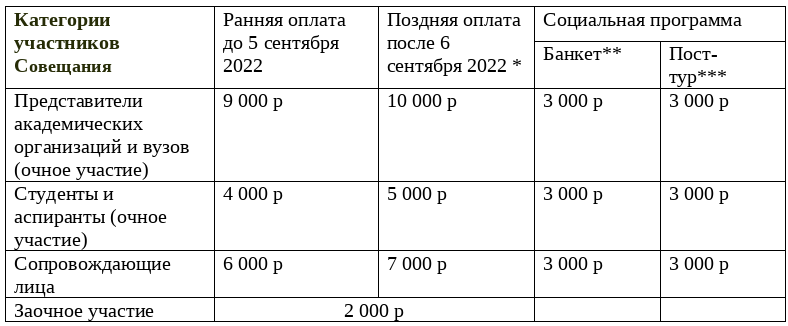 Категории
участников
Совещания
Ранняя оплата
до 5 сентября
2022
Поздняя оплата
после 6
сентября 2022 *
Социальная программа
Банкет**
Пост-
тур***
Представители
академических
организаций и вузов
(очное участие)
9 000 р
10 000 р
3 000 р
3 000 р
Студенты и
аспиранты (очное
участие)
4 000 р
5 000 р
3 000 р
3 000 р
Сопровождающие
лица
6 000 р
7 000 р
3 000 р
3 000 р
Заочное участие
2 000 р